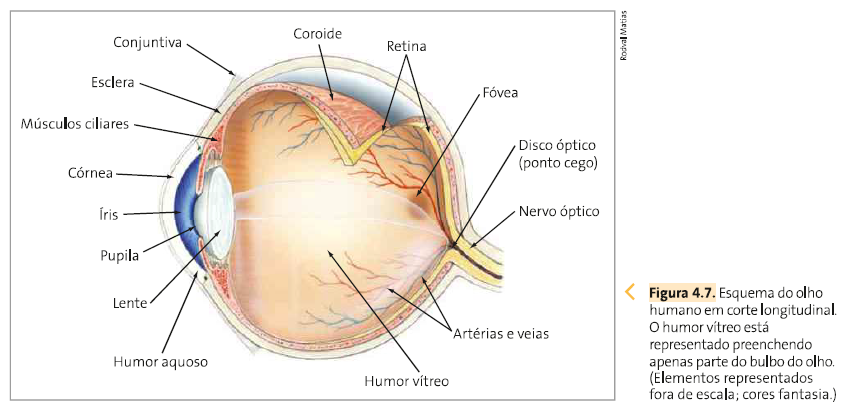 Conjuntiva
Coroide
Retina
Esclera
Fóvea
Músculos ciliares
Disco óptico
(ponto cego)
Córnea
Íris
Nervo óptico
Pupila
Lente
Artérias e veias
Humor aquoso
Humor vítreo
Rodval Matias
Figura 4.7. Esquema do olho
humano em corte longitudinal.
O humor vítreo está
representado preenchendo
apenas parte do bulbo do olho.
(Elementos representados
fora de escala; cores fantasia.)